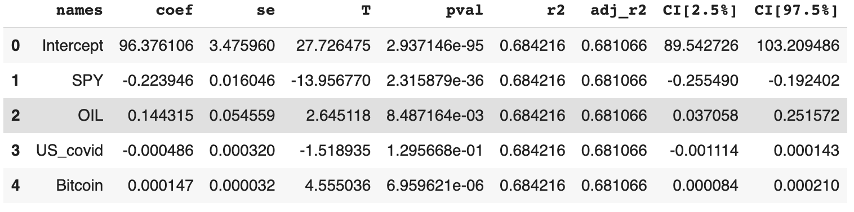 names coef se T pval r2 adj_r2 CI[2.5%] CI[97.5%]
0 Intercept 96.376106 3.475960 27.726475 2.937146e-95 0.684216 0.681066 89.542726 103.209486
1 SPY -0.223946 0.016046 -13.956770 2.315879e-36 0.684216 0.681066 -0.255490 -0.192402
2 OIL 0.144315 0.054559 2.645118 8.487164e-03 0.684216 0.681066 0.037058 0.251572
3 US_covid -0.000486 0.000320 -1.518935 1.295668e-01 0.684216 0.681066 -0.001114 0.000143
4 Bitcoin 0.000147 0.000032 4.555036 6.959621e-06 0.684216 0.681066 0.000084 0.000210